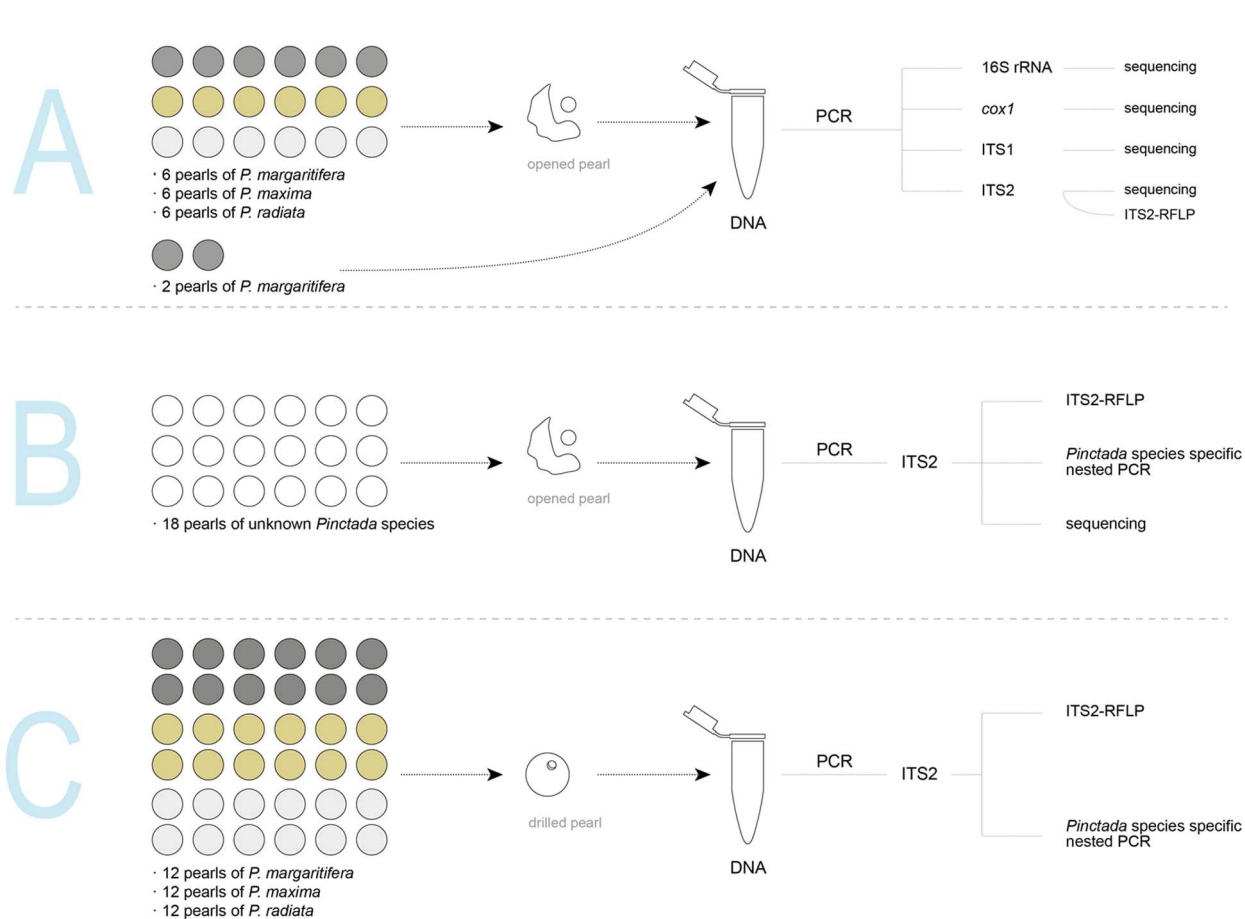 A
· 6 pearls of P. margaritifera
· 6 pearls of P. maxima
· 6 pearls of P. radiata
· 2 pearls of P. margaritifera
opened pearl
DNA
PCR
16S rRNA
sequencing
cox1
sequencing
ITS1
sequencing
ITS2
sequencing
ITS2-RFLP
B
· 18 pearls of unknown Pinctada species
opened pearl
DNA
PCR
ITS2
ITS2-RFLP
Pinctada species specific
nested PCR
sequencing
C
· 12 pearls of P. margaritifera
· 12 pearls of P. maxima
· 12 pearls of P. radiata
drilled pearl
DNA
PCR
ITS2
ITS2-RFLP
Pinctada species specific
nested PCR